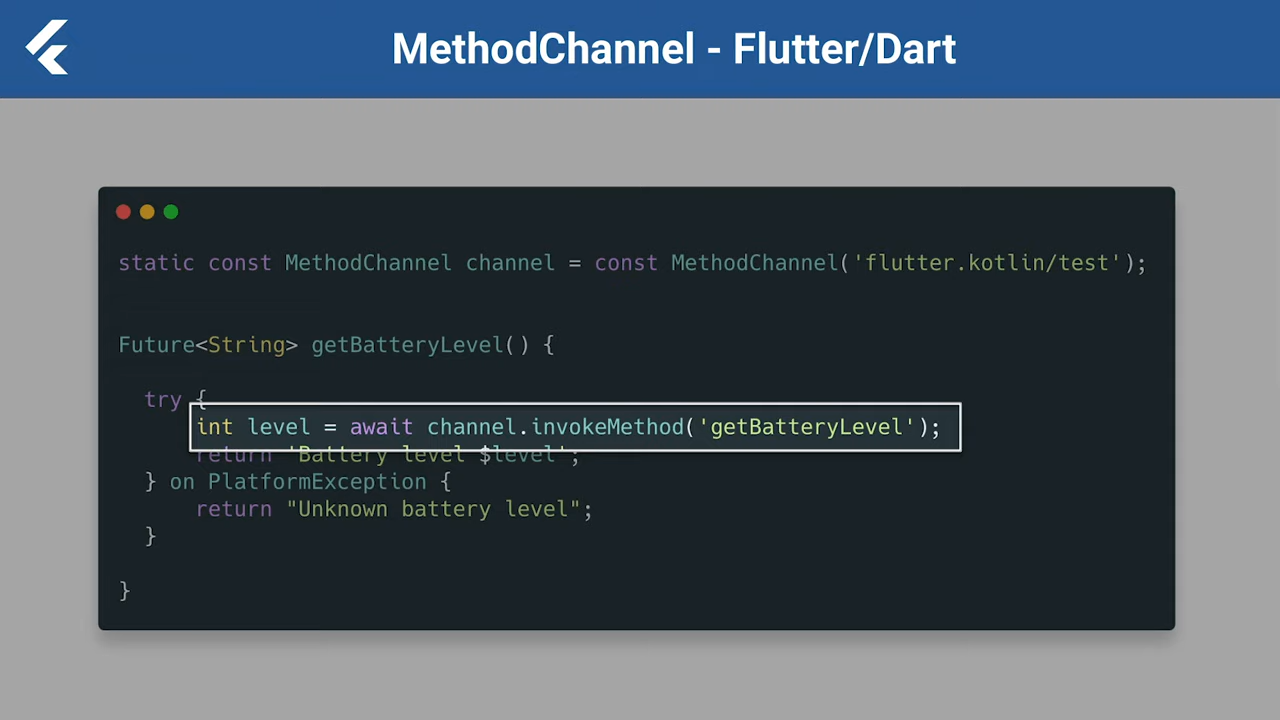 MethodChannel - Flutter/Dart
static const MethodChannel channel = const MethodChannel('flutter.kotlin/test');
Future<String> getBatteryLevel() {
try {
int level = await channel.invokeMethod('getBatteryLevel');
return 'Battery level $level';
} on PlatformException {
return "Unknown battery level";
}
}